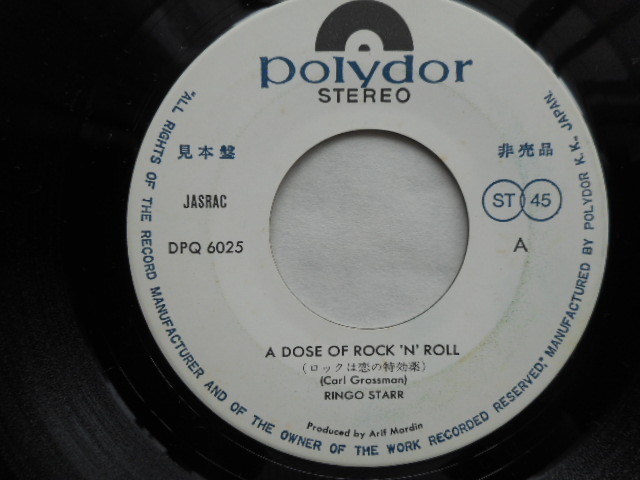 polydor
STEREO
見本盤
非売品
JASRAC
ST 45
DPQ 6025
A
A DOSE OF ROCK 'N' ROLL
(ロックは恋の特効薬)
(Carl Grossman)
RINGO STARR
Produced by Arif Mardin
"ALL RIGHTS OF THE RECORD MANUFACTURER AND OF THE OWNER OF THE WORK RECORDED RESERVED." MANUFACTURED BY POLYDOR K.K., JAPAN.